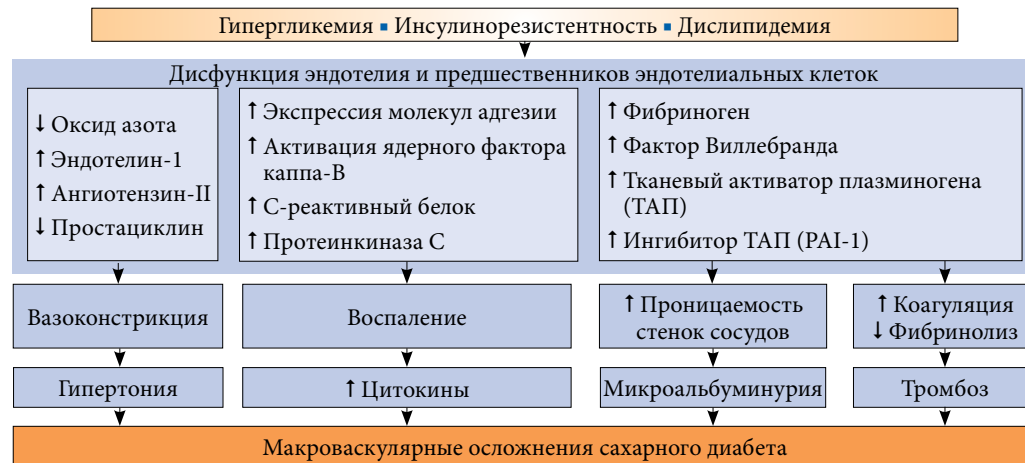 Гипергликемия ▪ Инсулинорезистентность ▪ Дислипидемия
Дисфункция эндотелия и предшественников эндотелиальных клеток
↓ Оксид азота
↑ Эндотелин-1
↑ Ангиотензин-II
↓ Простациклин
↑ Экспрессия молекул адгезии
↑ Активация ядерного фактора
каппа-В
↑ С-реактивный белок
↑ Протеинкиназа С
↑ Фибриноген
↑ Фактор Виллебранда
↑ Тканевый активатор плазминогена
(ТАП)
↑ Ингибитор ТАП (PAI-1)
Вазоконстрикция
Воспаление
↑ Проницаемость
стенок сосудов
↑ Коагуляция
↓ Фибринолиз
Гипертония
↑ Цитокины
Микроальбуминурия
Тромбоз
Макроваскулярные осложнения сахарного диабета